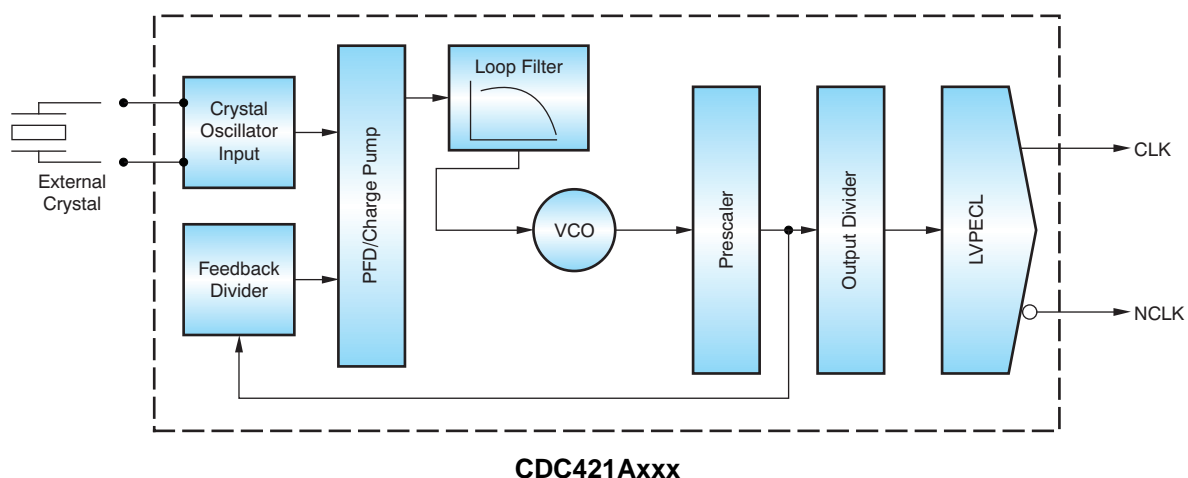 Crystal
Oscillator
Input
External
Crystal
Feedback
Divider
PFD/Charge Pump
Loop Filter
VCO
Prescaler
Output Divider
LVPECL
CLK
NCLK
CDC421Axxx